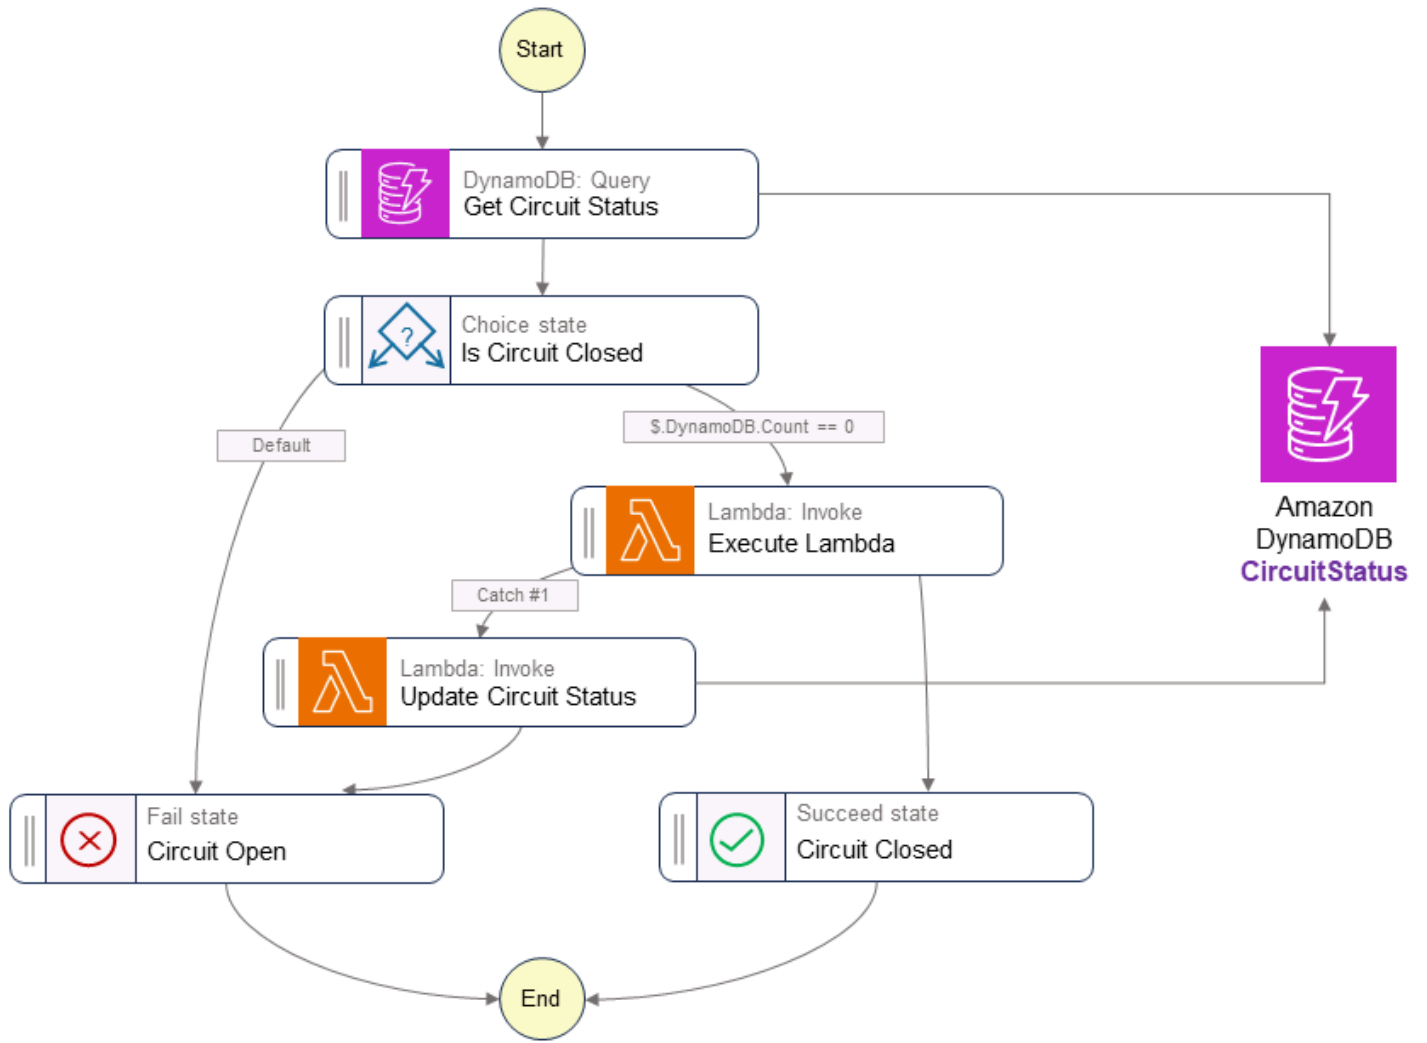 Start
DynamoDB: Query
Get Circuit Status
Choice state
?
Is Circuit Closed
Default
$.DynamoDB.Count == 0
Lambda: Invoke
Execute Lambda
Amazon
DynamoDB
CircuitStatus
Catch #1
Lambda: Invoke
Update Circuit Status
Fail state
Circuit Open
Succeed state
Circuit Closed
End